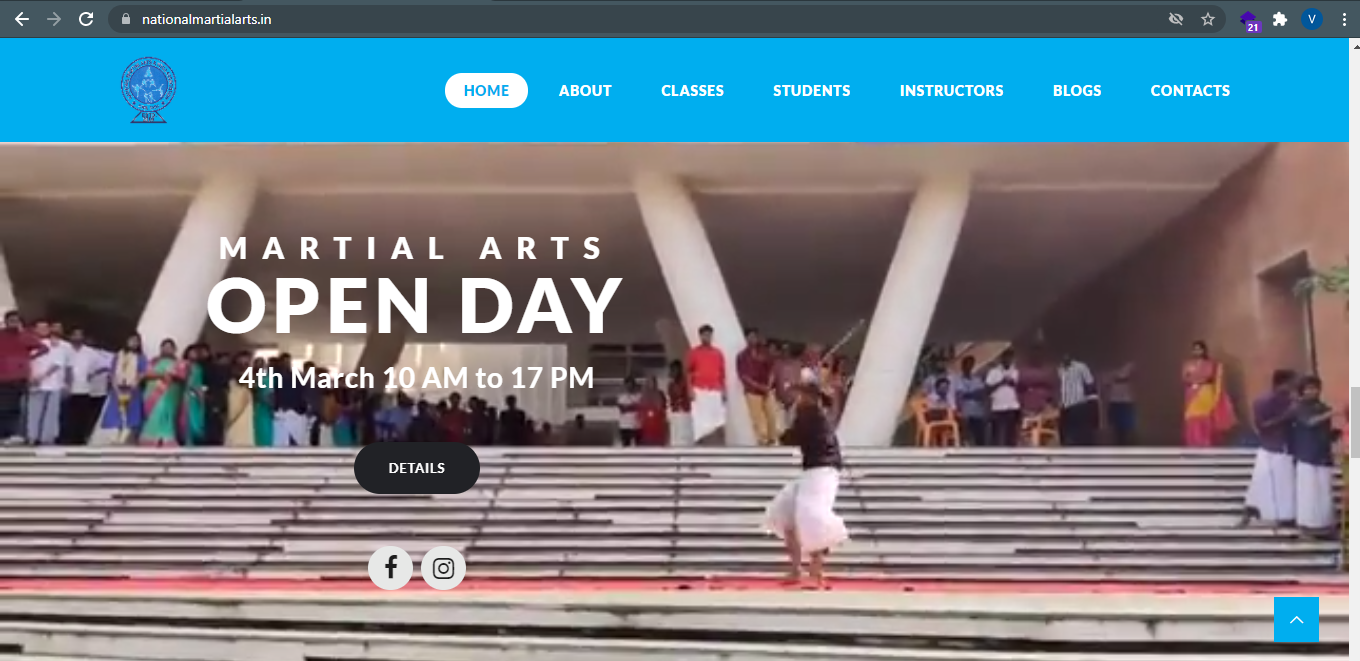 nationalmartialarts.in
21
V
HOME
ABOUT
CLASSES
STUDENTS
INSTRUCTORS
BLOGS
CONTACTS
MARTIAL ARTS
OPEN DAY
4th March 10 AM to 17 PM
DETAILS